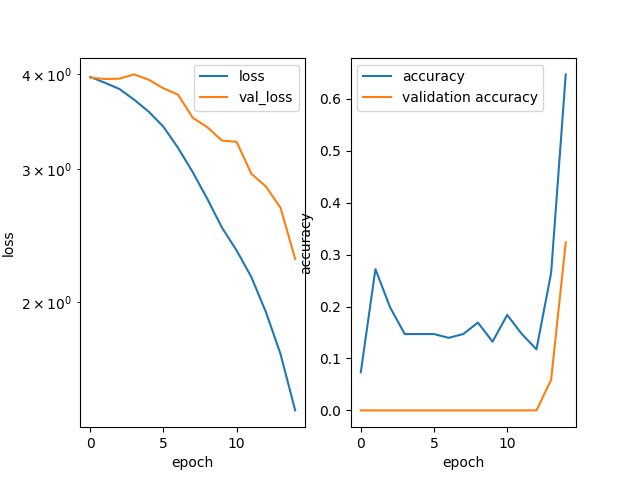 4 × 10⁰
3 × 10⁰
2 × 10⁰
loss
0
10
epoch
loss
val_loss
0.6
0.5
0.4
0.3
0.2
0.1
0.0
accuracy
0
5
10
epoch
accuracy
validation accuracy